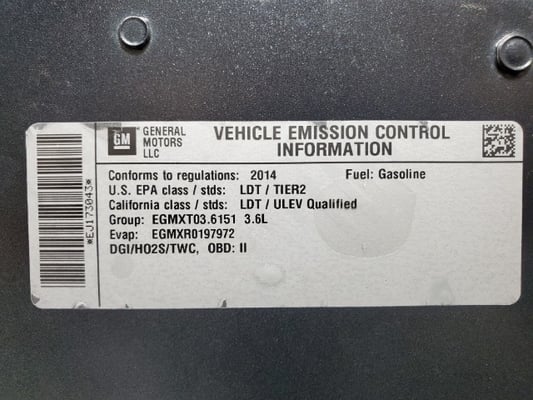 GM
GENERAL
MOTORS
LLC
VEHICLE EMISSION CONTROL
INFORMATION
Conforms to regulations: 2014 Fuel: Gasoline
U.S. EPA class / stds: LDT / TIER2
California class / stds: LDT / ULEV Qualified
Group: EGMXT03.6151 3.6L
Evap: EGMXR0197972
DGI/HO2S/TWC, OBD: II
*EJ173043*